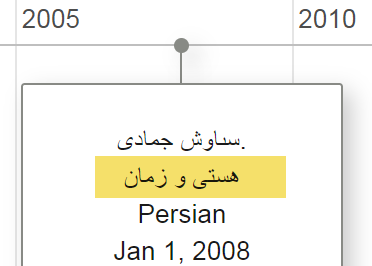 2005
2010
سیاوش جمادی.
هستی و زمان
Persian
Jan 1, 2008